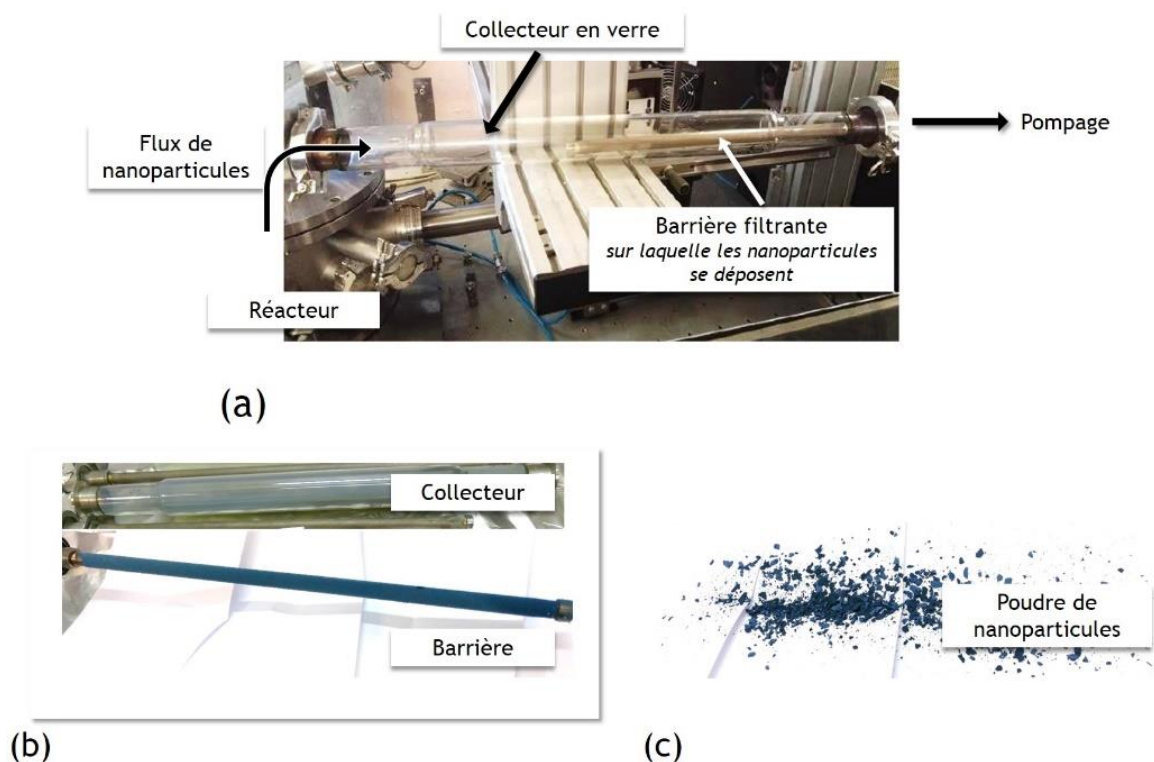 Collecteur en verre
Flux de
nanoparticules
Pompage
Barrière filtrante
sur laquelle les nanoparticules
se déposent
Réacteur
(a)
Collecteur
Barrière
Poudre de
nanoparticules
(b)
(c)